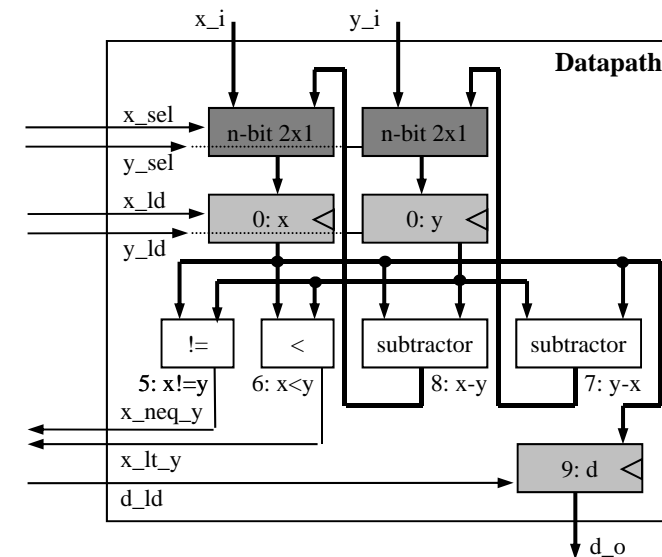 x_i
y_i
Datapath
x_sel
n-bit 2x1
n-bit 2x1
y_sel
x_ld
0: x
0: y
y_ld
!=
<
subtractor
subtractor
5: x!=y
6: x<y
8: x-y
7: y-x
x_neq_y
x_lt_y
9: d
d_ld
d_o